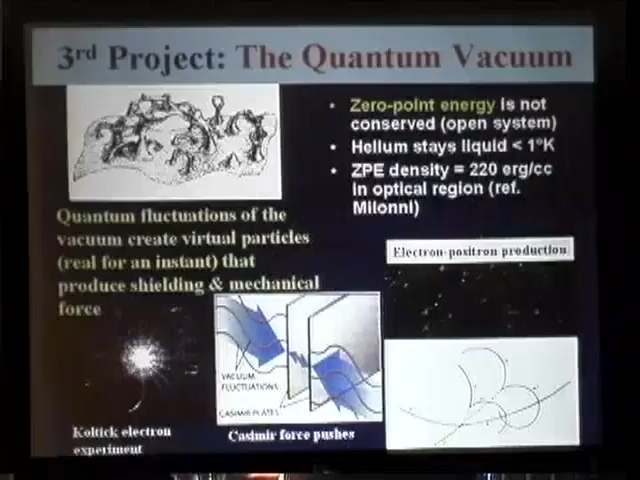 3rd Project: The Quantum Vacuum
• Zero-point energy is not
conserved (open system)
• Helium stays liquid < 1°K
• ZPE density = 220 erg/cc
in optical region (ref.
Milonni)
Quantum fluctuations of the
vacuum create virtual particles
(real for an instant) that
produce shielding & mechanical
force
Electron-positron production
VACUUM
FLUCTUATIONS
CASIMIR PLATES
Koltick electron
experiment
Casimir force pushes